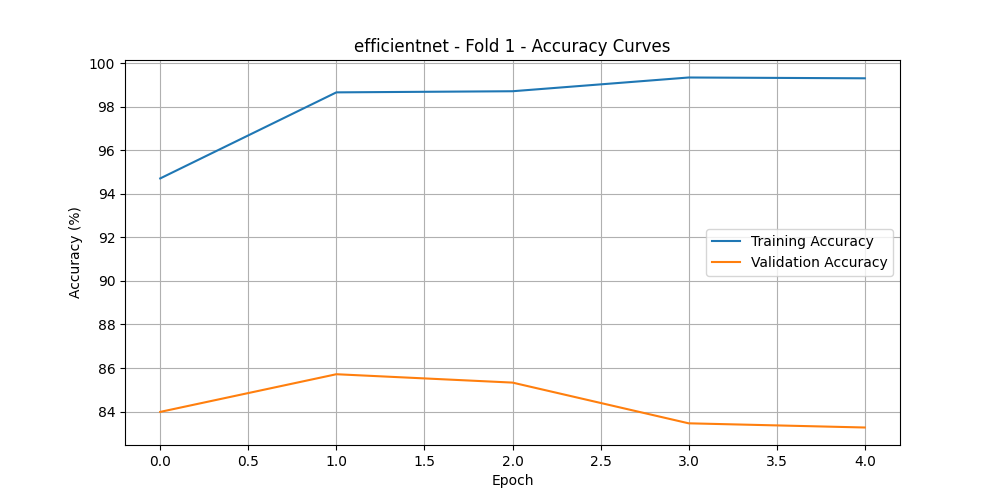 efficientnet - Fold 1 - Accuracy Curves
Accuracy (%)
100
98
96
94
92
90
88
86
84
Training Accuracy
Validation Accuracy
0.0 0.5 1.0 1.5 2.0 2.5 3.0 3.5 4.0
Epoch